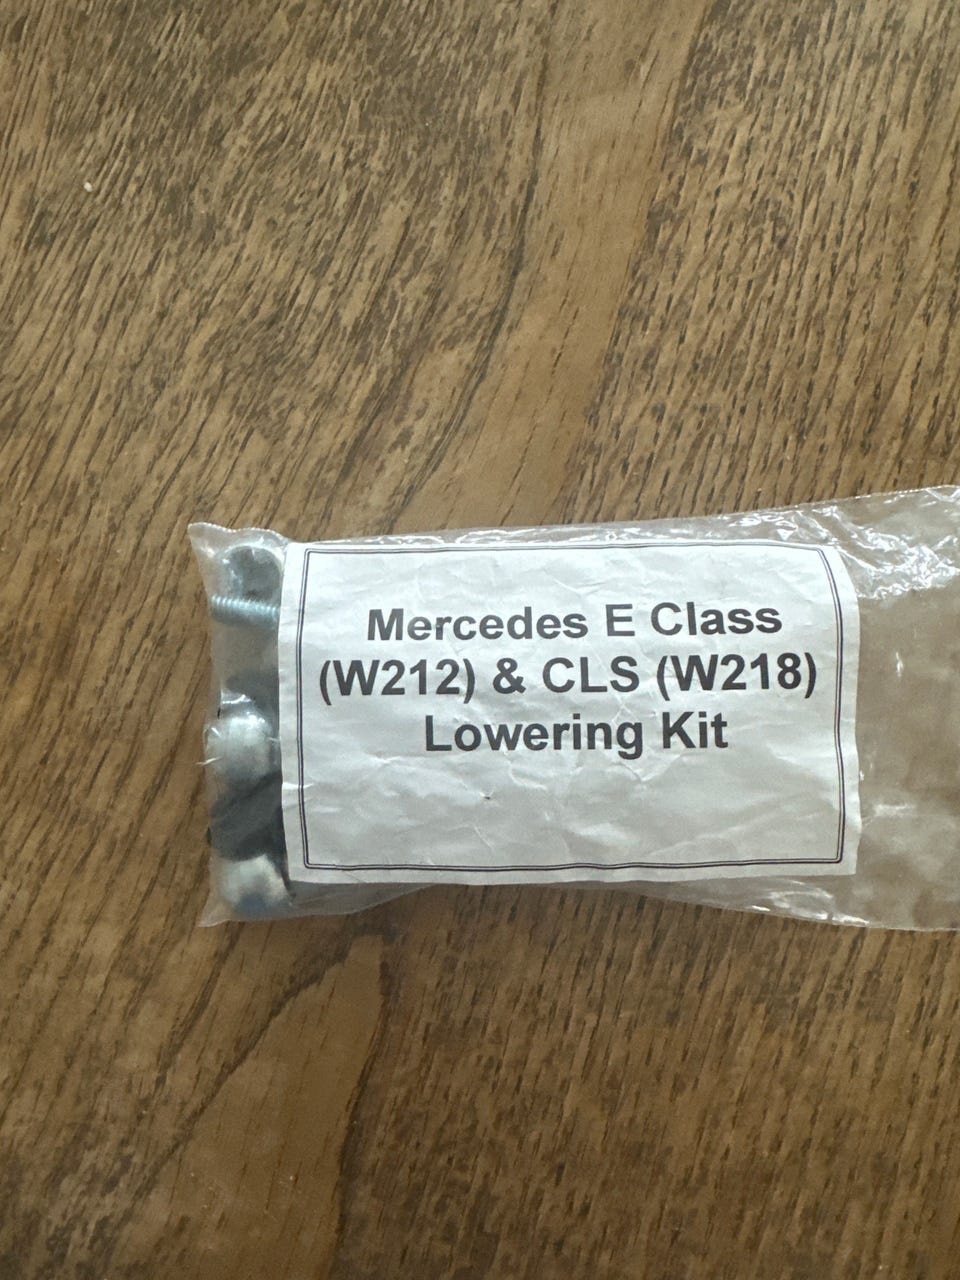 Mercedes E Class
(W212) & CLS (W218)
Lowering Kit